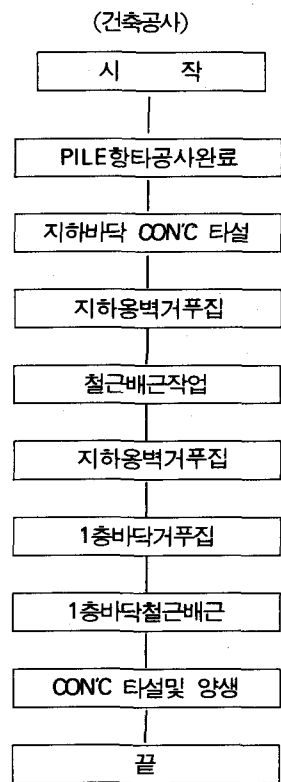 (건축공사)
시 작
PILE항타공사완료
지하바닥 CON'C 타설
지하옹벽거푸집
철근배근작업
지하옹벽거푸집
1층바닥거푸집
1층바닥철근배근
CON'C 타설및 양생
끝